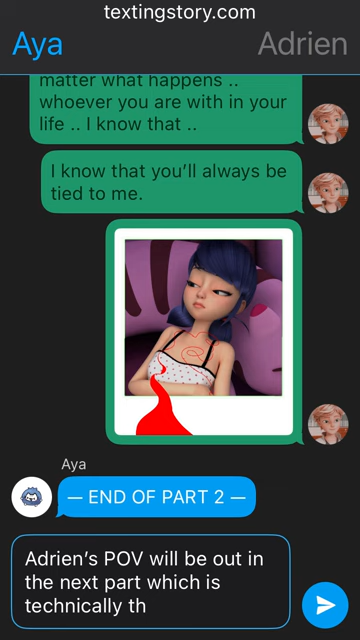 textingstory.com
Aya
Adrien
matter what happens ..
whoever you are with in your
life .. I know that ..
I know that you’ll always be
tied to me.
Aya
— END OF PART 2 —
Adrien’s POV will be out in
the next part which is
technically th